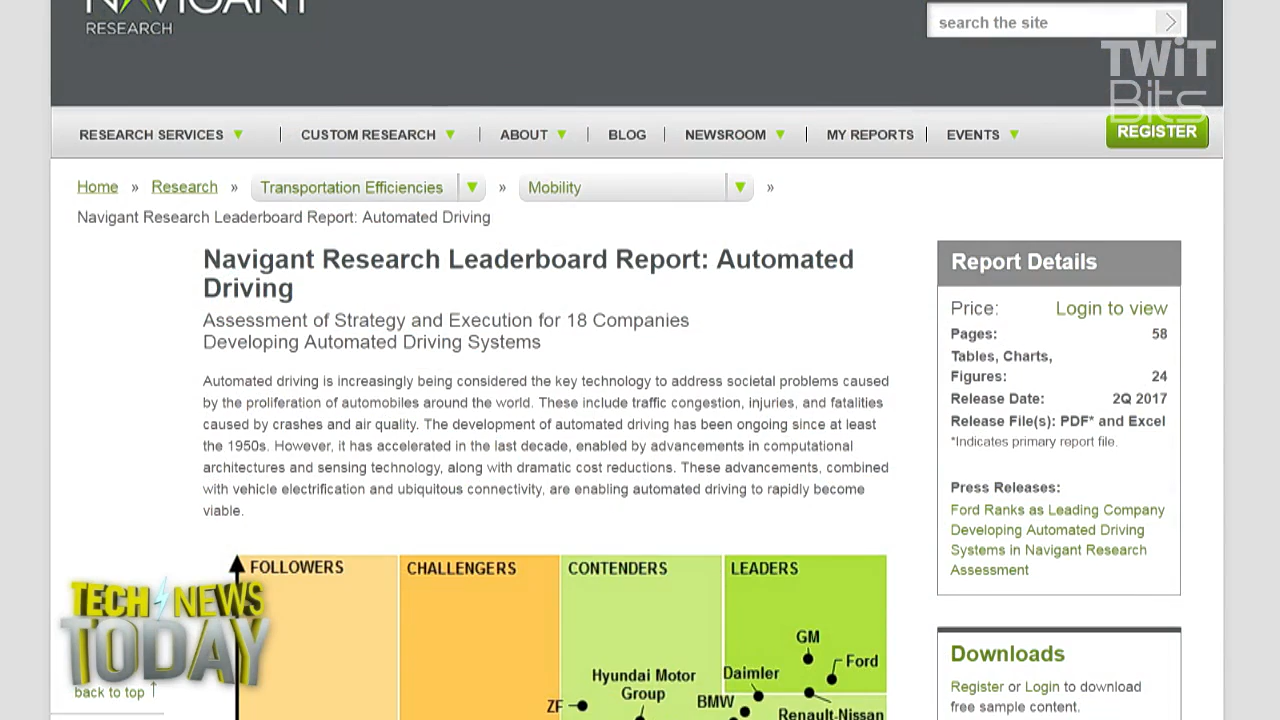 NAVIGANT
RESEARCH
search the site
TWiT
Bits
RESEARCH SERVICES
CUSTOM RESEARCH
ABOUT
BLOG
NEWSROOM
MY REPORTS
EVENTS
REGISTER
Home » Research » Transportation Efficiencies » Mobility »
Navigant Research Leaderboard Report: Automated Driving
Navigant Research Leaderboard Report: Automated
Driving
Assessment of Strategy and Execution for 18 Companies
Developing Automated Driving Systems
Automated driving is increasingly being considered the key technology to address societal problems caused
by the proliferation of automobiles around the world. These include traffic congestion, injuries, and fatalities
caused by crashes and air quality. The development of automated driving has been ongoing since at least
the 1950s. However, it has accelerated in the last decade, enabled by advancements in computational
architectures and sensing technology, along with dramatic cost reductions. These advancements, combined
with vehicle electrification and ubiquitous connectivity, are enabling automated driving to rapidly become
viable.
Report Details
Price: Login to view
Pages: 58
Tables, Charts,
Figures: 24
Release Date: 2Q 2017
Release File(s): PDF* and Excel
*Indicates primary report file.
Press Releases:
Ford Ranks as Leading Company
Developing Automated Driving
Systems in Navigant Research
Assessment
Downloads
Register or Login to download
free sample content.
FOLLOWERS
CHALLENGERS
CONTENDERS
LEADERS
GM
Ford
Daimler
Hyundai Motor
Group
BMW
ZF
Renault-Nissan
TECH NEWS
TODAY
back to top